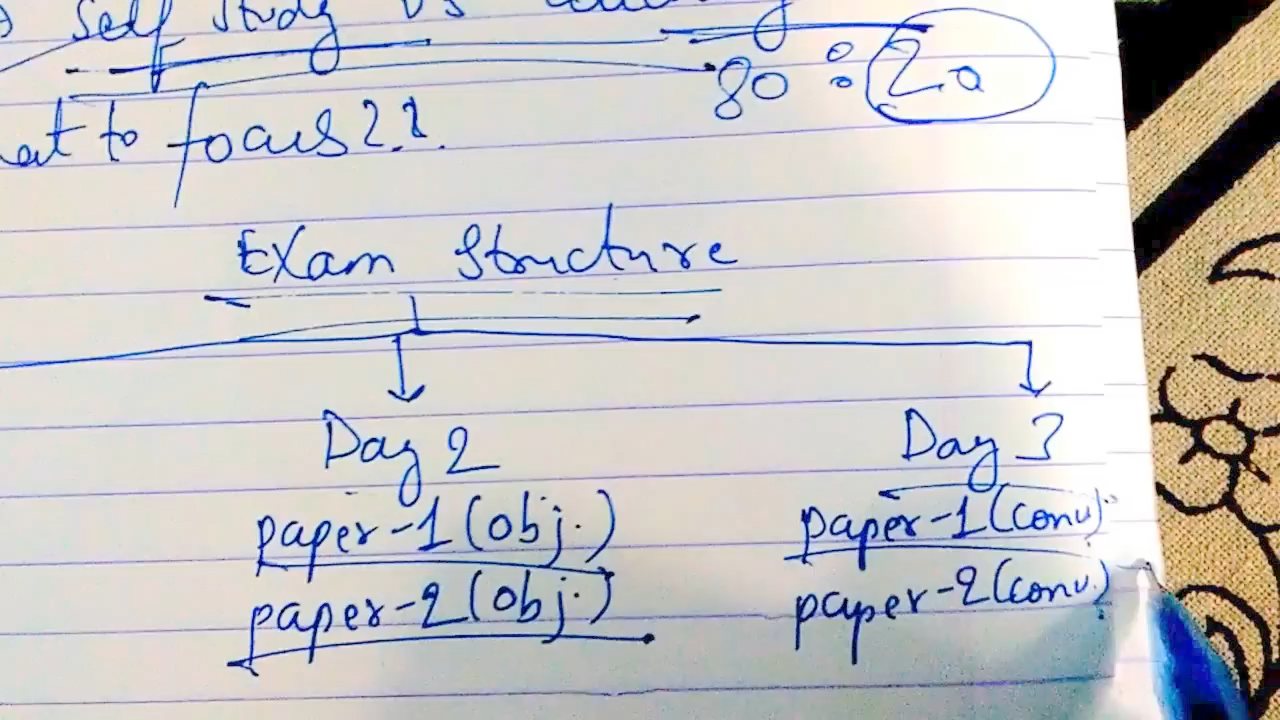 Self Study Vs
80 : 20
to focus??
Exam Structure
Day 2
Day 3
paper-1 (obj.)
paper-1 (conv.)
paper-2 (obj.)
paper-2 (conv.)